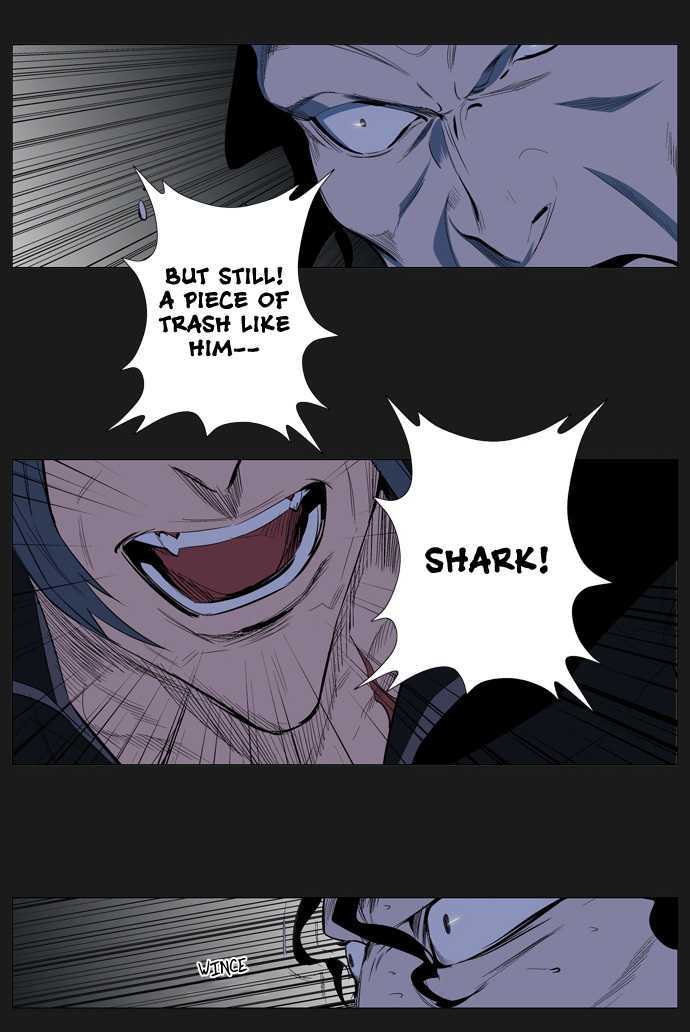 BUT STILL!
A PIECE OF
TRASH LIKE
HIM--
SHARK!
WINCE